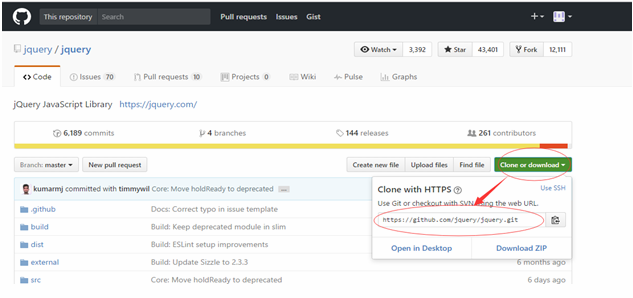 This repository Search Pull requests Issues Gist
jquery / jquery Watch 3,392 Star 43,401 Fork 12,111
Code Issues 70 Pull requests 10 Projects 0 Wiki Pulse Graphs
jQuery JavaScript Library https://jquery.com/
6,189 commits 4 branches 144 releases 261 contributors
Branch: master New pull request Create new file Upload files Find file Clone or download
kumarmj committed with timmywil Core: Move holdReady to deprecated ...
Clone with HTTPS Use SSH
Use Git or checkout with SVN using the web URL.
https://github.com/jquery/jquery.git
Open in Desktop Download ZIP
.github Docs: Correct typo in issue template
build Build: Keep deprecated module in slim
dist Build: ESLint setup improvements
external Build: Update Sizzle to 2.3.3 6 months ago
src Core: Move holdReady to deprecated 6 days ago